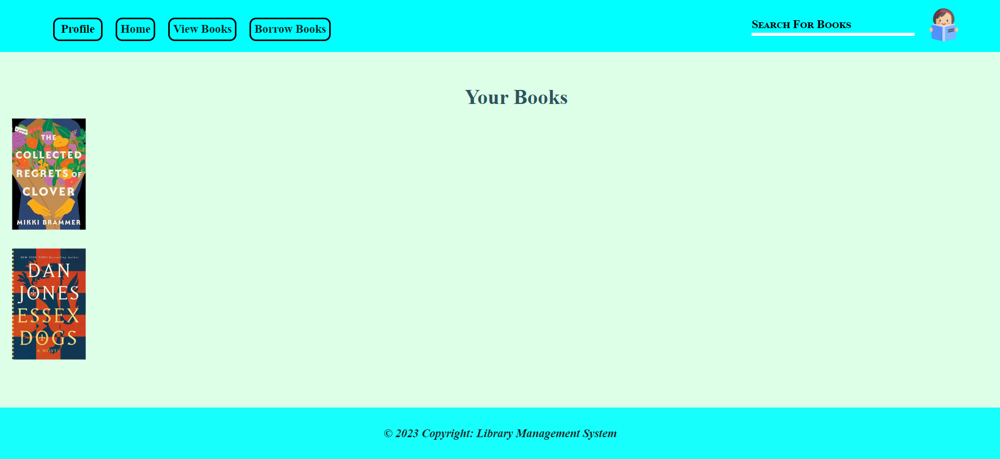 Profile
Home
View Books
Borrow Books
Search For Books
Your Books
a novel
THE
COLLECTED
REGRETS OF
CLOVER
MIKKI BRAMMER
NEW YORK TIMES Bestselling Author
DAN
JONES
ESSEX
DOGS
A NOVEL
© 2023 Copyright: Library Management System